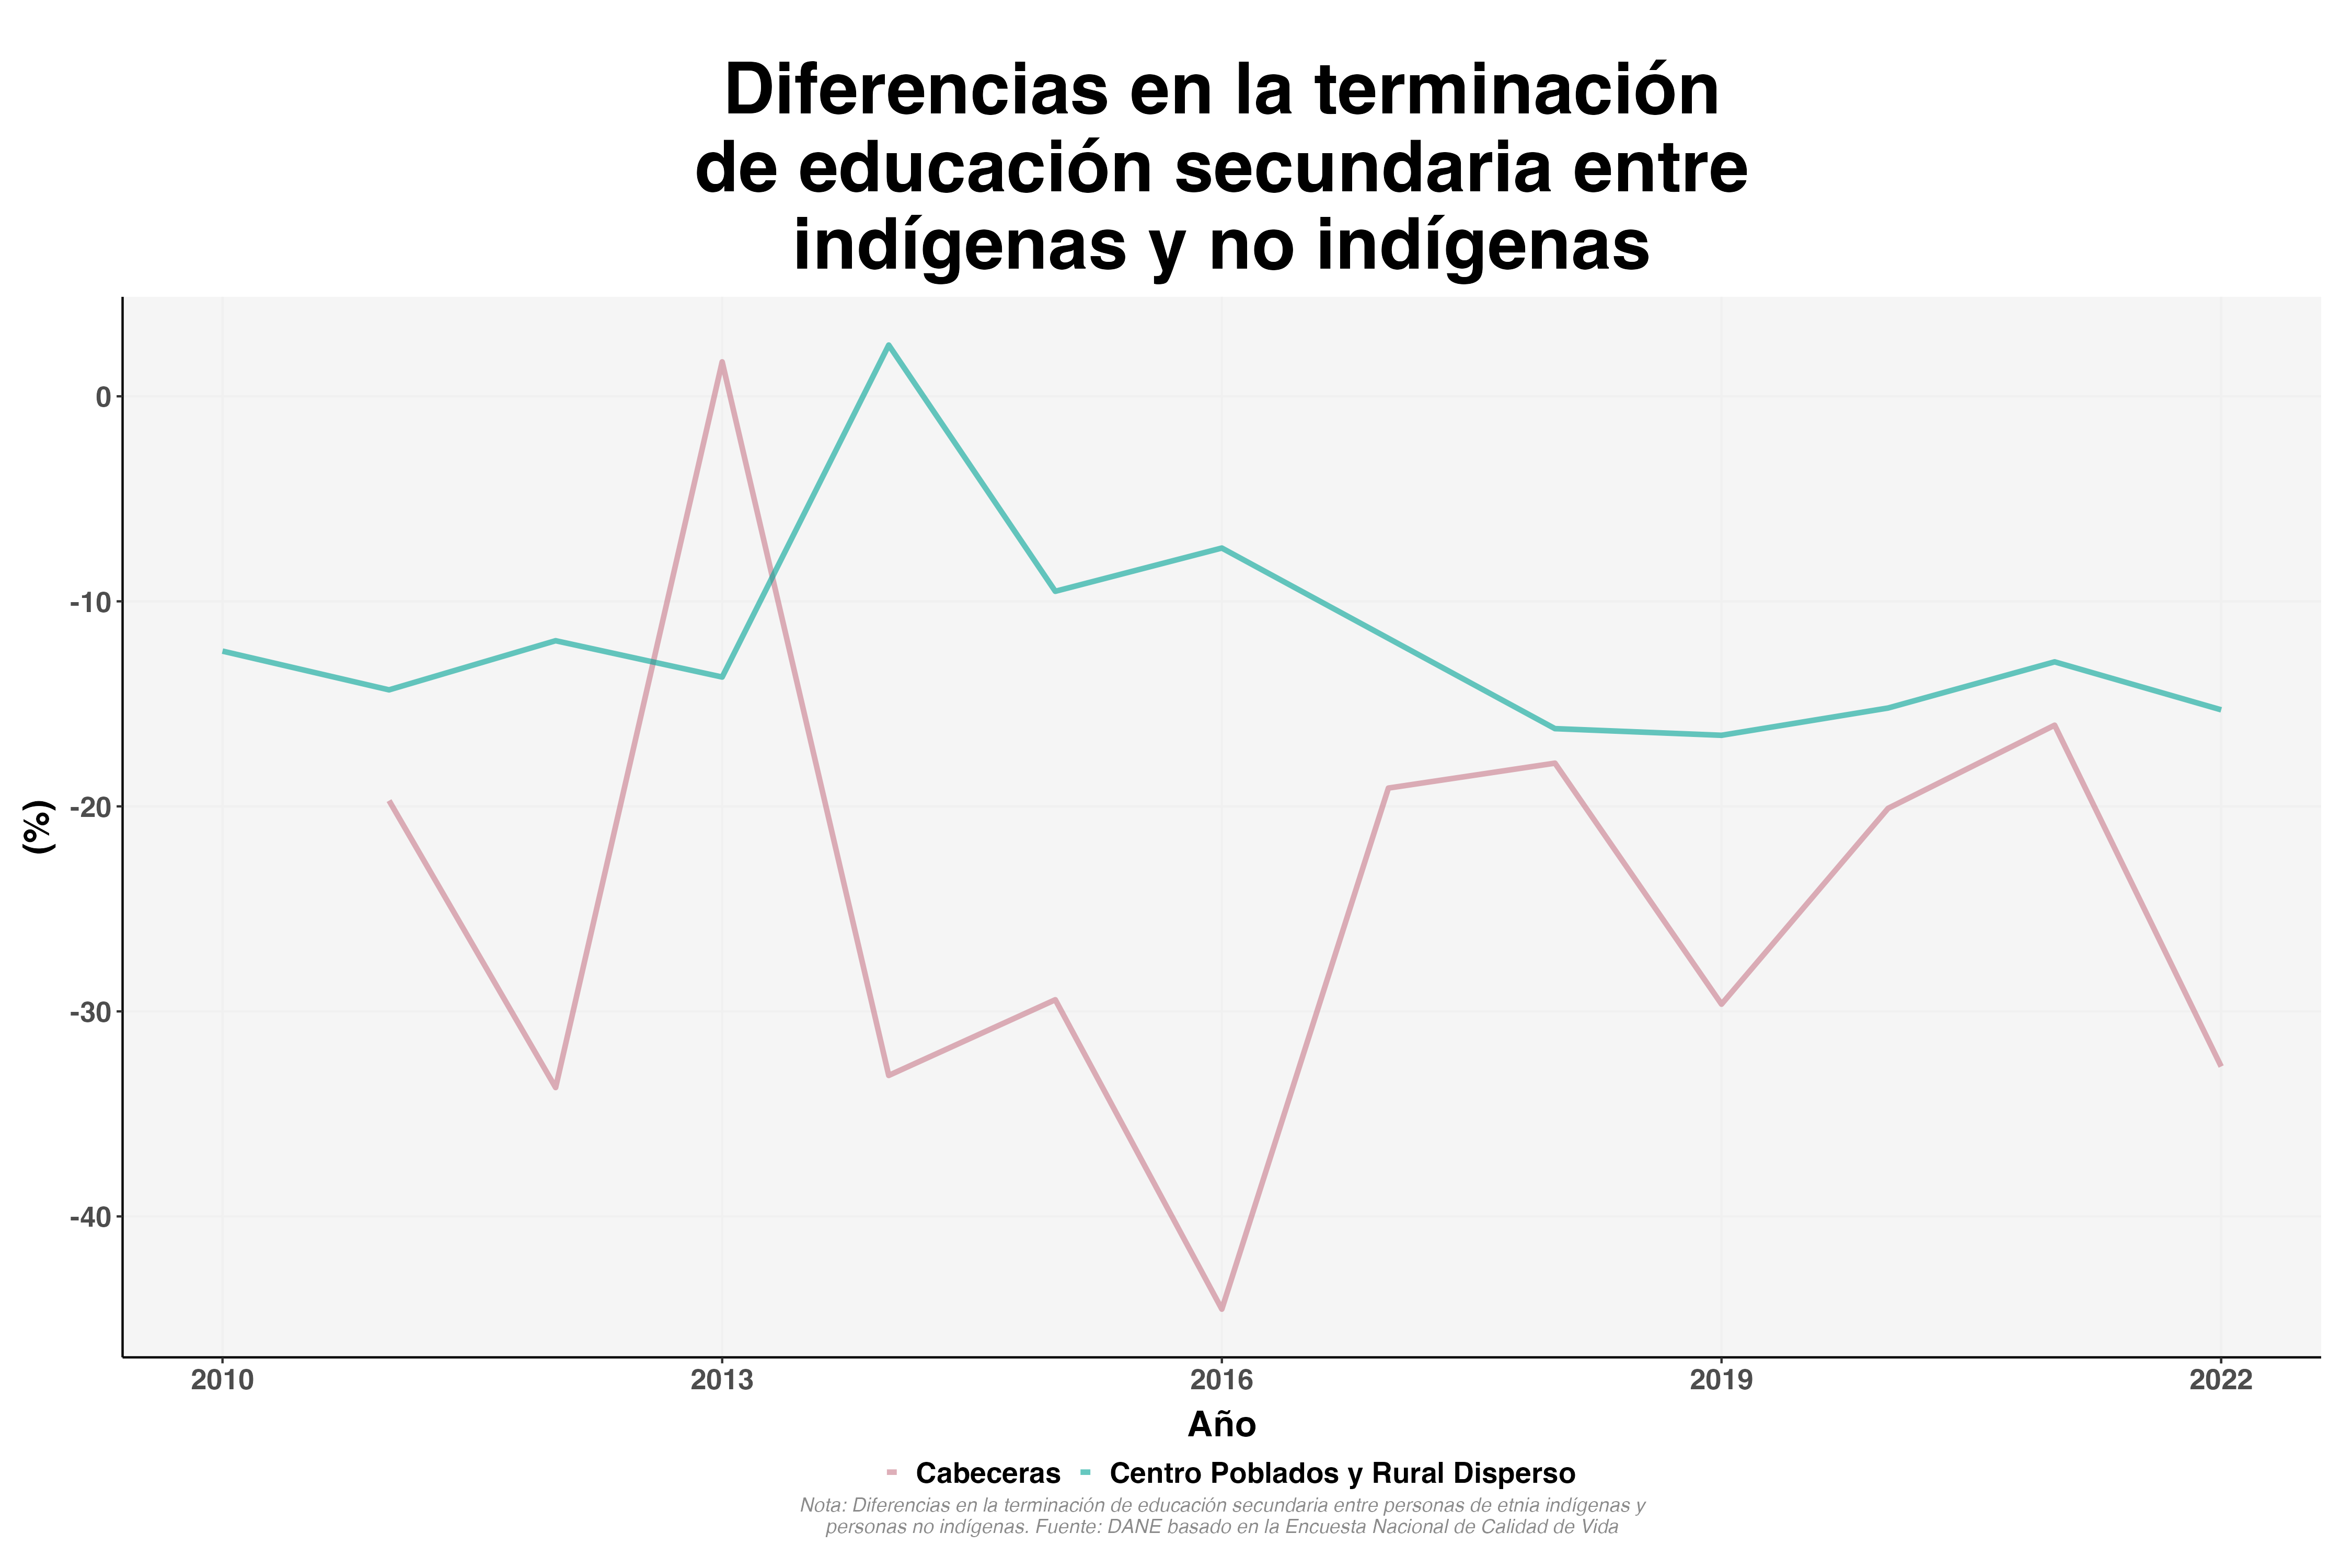 Diferencias en la terminación
de educación secundaria entre
indígenas y no indígenas
(%)
0
-10
-20
-30
-40
2010 2013 2016 2019 2022
Año
Cabeceras Centro Poblados y Rural Disperso
Nota: Diferencias en la terminación de educación secundaria entre personas de etnia indígenas y
personas no indígenas. Fuente: DANE basado en la Encuesta Nacional de Calidad de Vida